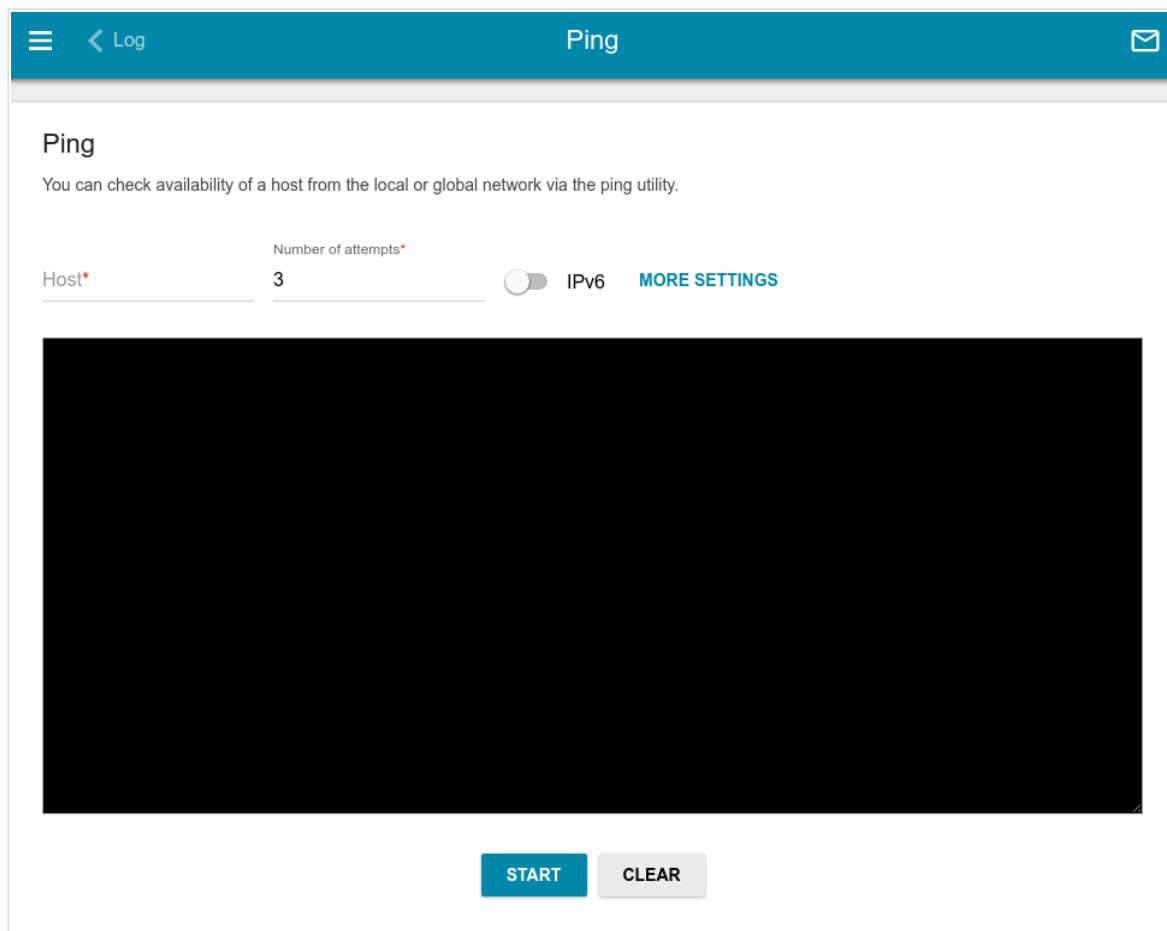 Log
Ping
Ping
You can check availability of a host from the local or global network via the ping utility.
Number of attempts*
Host*
3
IPv6
MORE SETTINGS
START
CLEAR